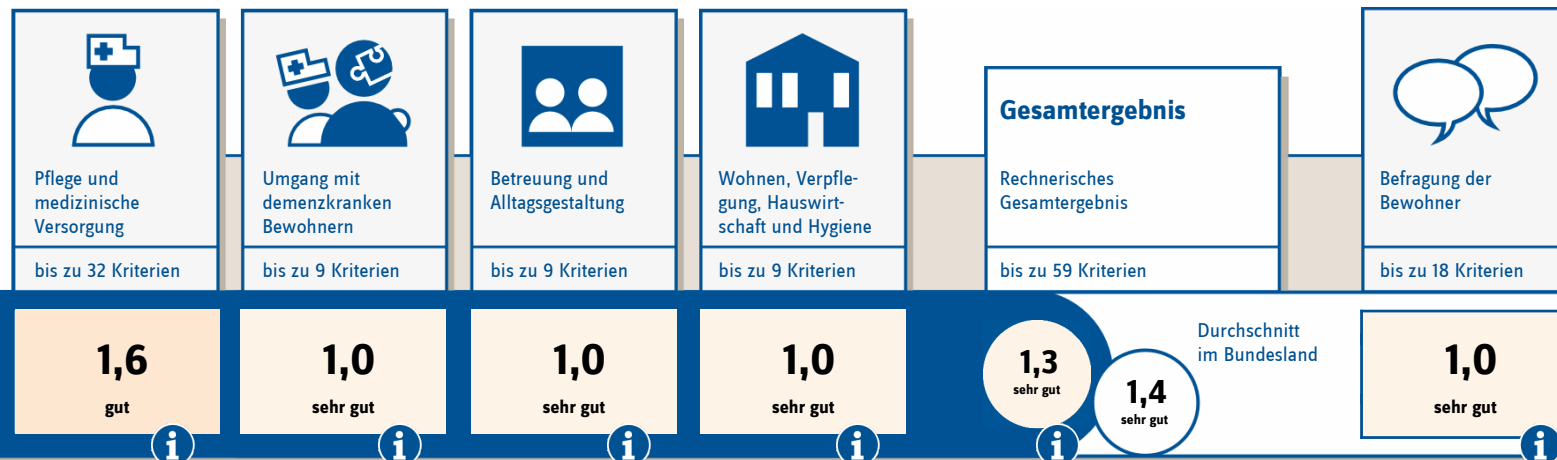 Pflege und
medizinische
Versorgung
bis zu 32 Kriterien
1,6
gut
Umgang mit
demenzkranken
Bewohnern
bis zu 9 Kriterien
1,0
sehr gut
Betreuung und
Alltagsgestaltung
bis zu 9 Kriterien
1,0
sehr gut
Wohnen, Verpfle-
gung, Hauswirt-
schaft und Hygiene
bis zu 9 Kriterien
1,0
sehr gut
Gesamtergebnis
Rechnerisches
Gesamtergebnis
bis zu 59 Kriterien
1,3
sehr gut
Durchschnitt
im Bundesland
1,4
sehr gut
Befragung der
Bewohner
bis zu 18 Kriterien
1,0
sehr gut